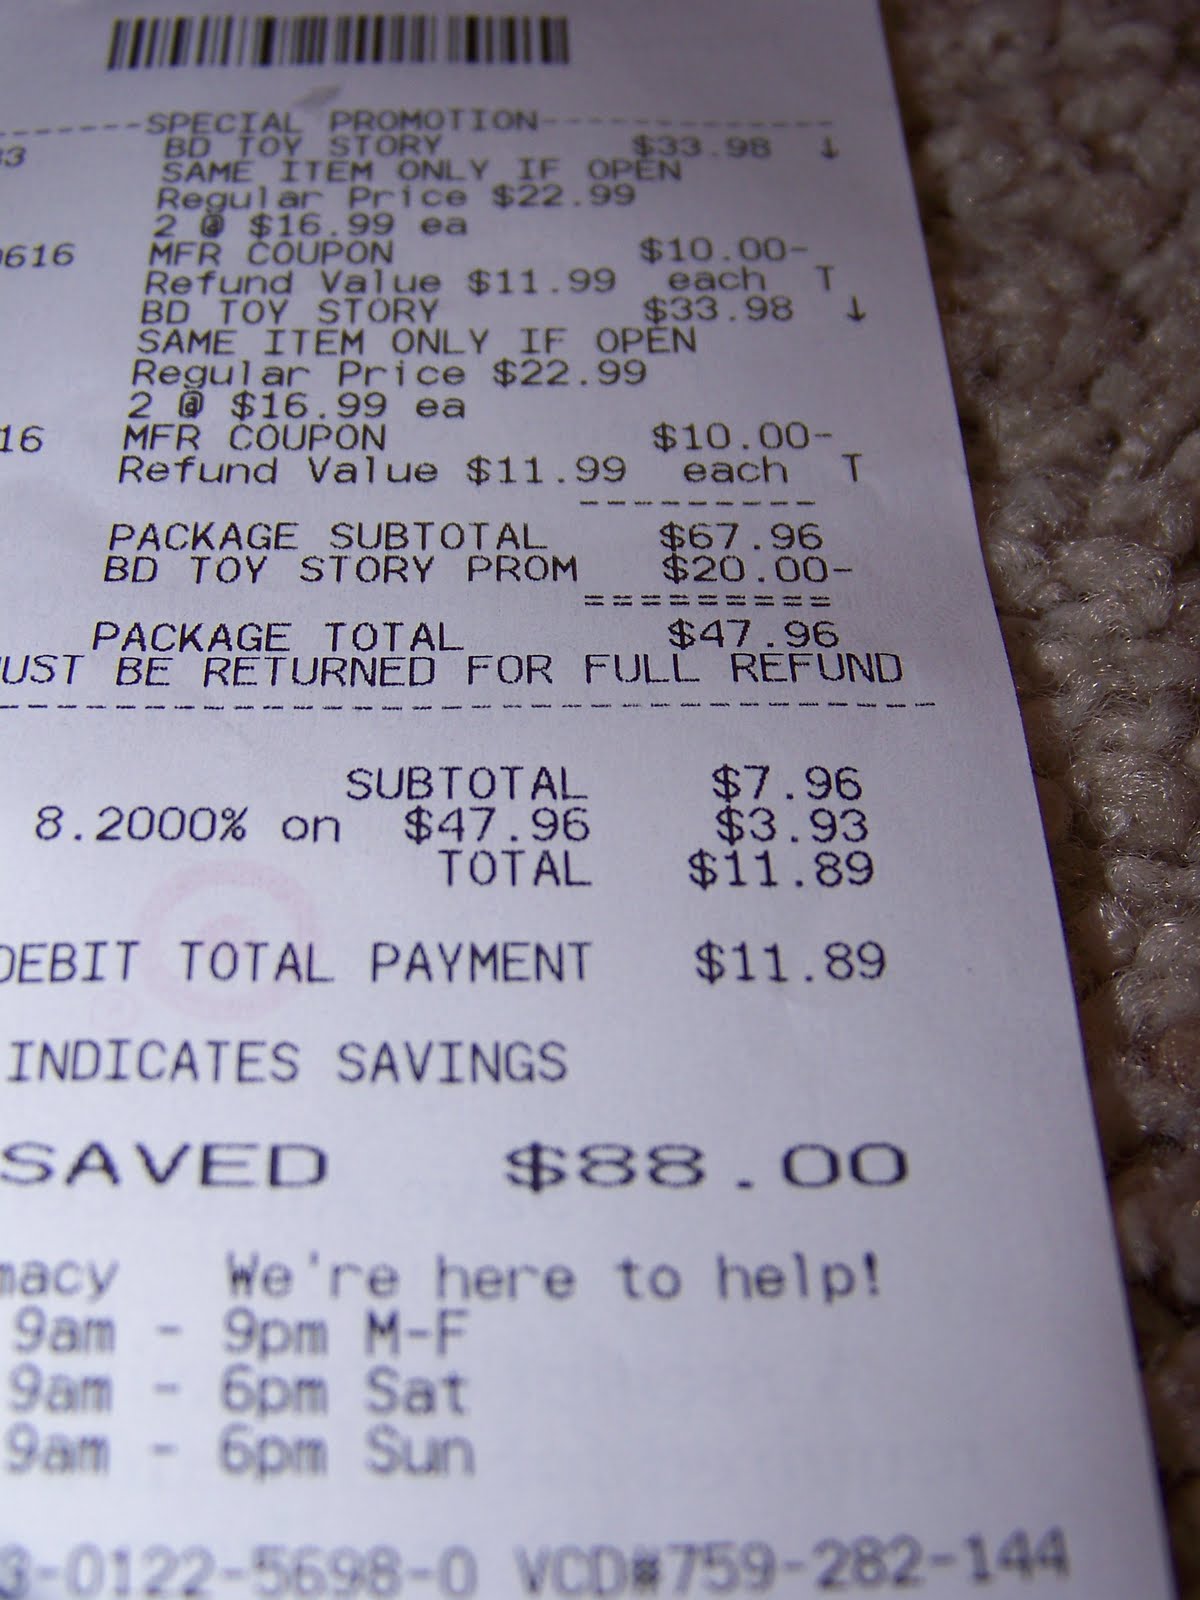 -------SPECIAL PROMOTION--------------
BD TOY STORY $33.98 ↓
SAME ITEM ONLY IF OPEN
Regular Price $22.99
2 @ $16.99 ea
616 MFR COUPON $10.00-
Refund Value $11.99 each T
BD TOY STORY $33.98 ↓
SAME ITEM ONLY IF OPEN
Regular Price $22.99
2 @ $16.99 ea
16 MFR COUPON $10.00-
Refund Value $11.99 each T
---------
PACKAGE SUBTOTAL $67.96
BD TOY STORY PROM $20.00-
=========
PACKAGE TOTAL $47.96
UST BE RETURNED FOR FULL REFUND
--------------------------------
SUBTOTAL $7.96
8.2000% on $47.96 $3.93
TOTAL $11.89
DEBIT TOTAL PAYMENT $11.89
INDICATES SAVINGS
SAVED $88.00
macy We're here to help!
9am - 9pm M-F
9am - 6pm Sat
9am - 6pm Sun
-0122-5698-0 VCD#759-282-144